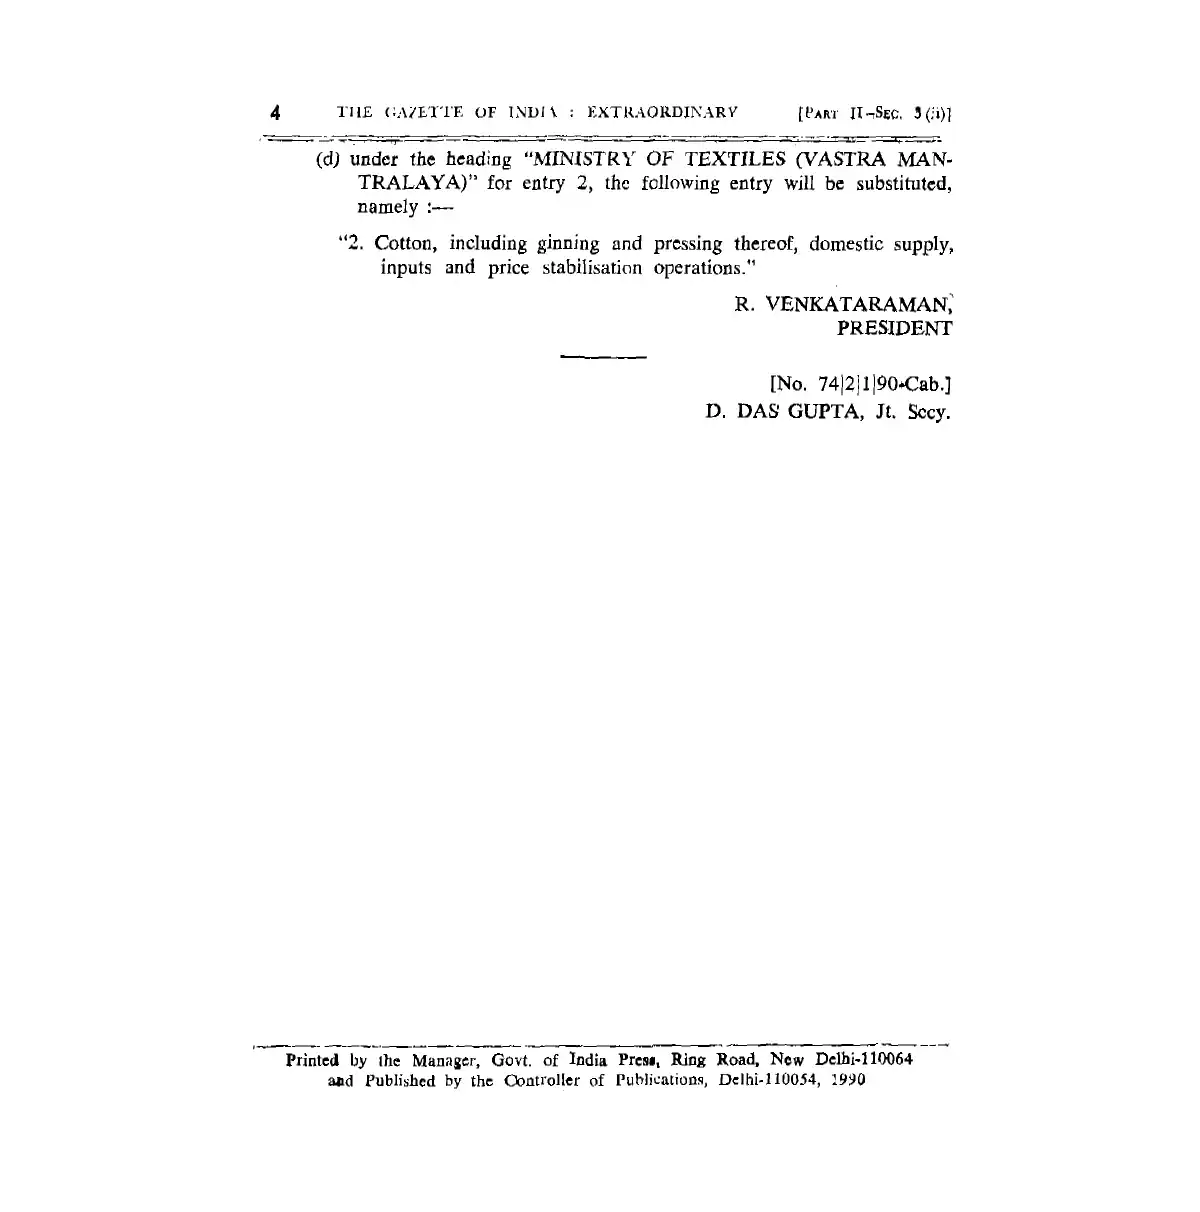 4 THE GAZETTE OF INDIA : EXTRAORDINARY [PART II—SEC. 3(ii)]
(d) under the heading "MINISTRY OF TEXTILES (VASTRA MAN-
TRALAYA)" for entry 2, the following entry will be substituted,
namely :—
"2. Cotton, including ginning and pressing thereof, domestic supply,
inputs and price stabilisation operations."
R. VENKATARAMAN,
PRESIDENT
[No. 74|2|1|90-Cab.]
D. DAS GUPTA, Jt. Secy.
Printed by the Manager, Govt. of India Press, Ring Road, New Delhi-110064
and Published by the Controller of Publications, Delhi-110054, 1990